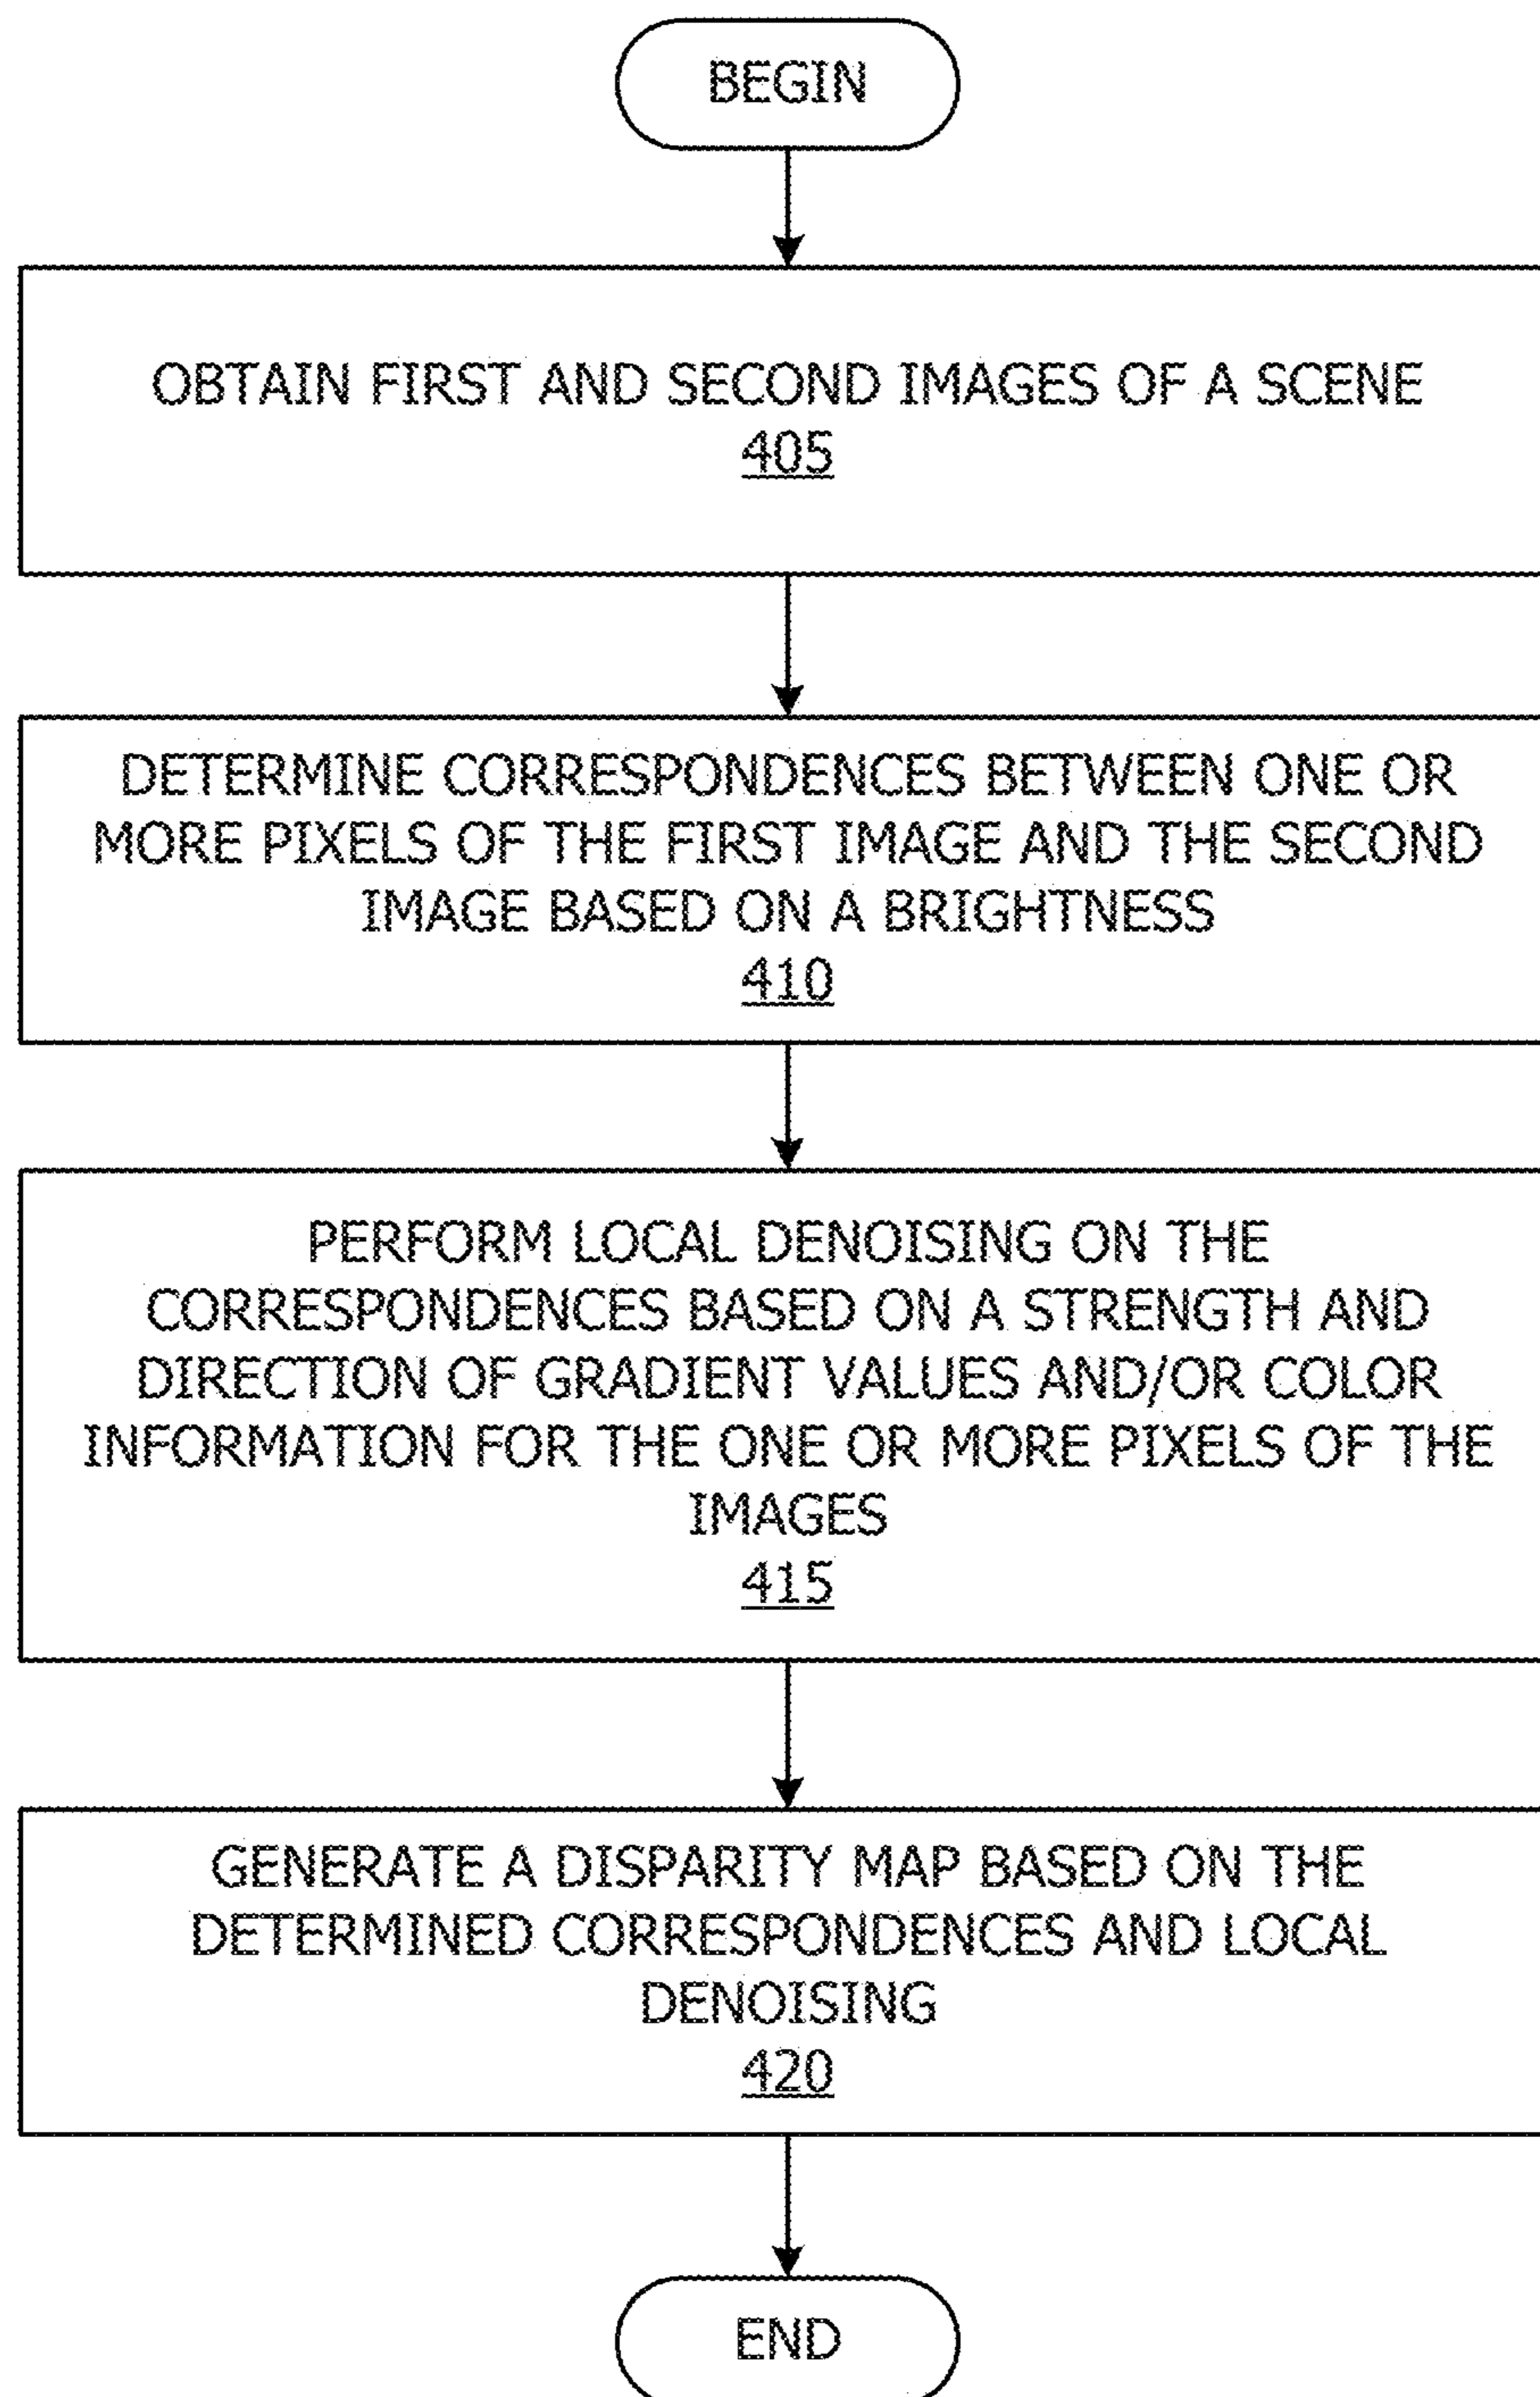 BEGIN
OBTAIN FIRST AND SECOND IMAGES OF A SCENE
405
DETERMINE CORRESPONDENCES BETWEEN ONE OR
MORE PIXELS OF THE FIRST IMAGE AND THE SECOND
IMAGE BASED ON A BRIGHTNESS
410
PERFORM LOCAL DENOISING ON THE
CORRESPONDENCES BASED ON A STRENGTH AND
DIRECTION OF GRADIENT VALUES AND/OR COLOR
INFORMATION FOR THE ONE OR MORE PIXELS OF THE
IMAGES
415
GENERATE A DISPARITY MAP BASED ON THE
DETERMINED CORRESPONDENCES AND LOCAL
DENOISING
420
END